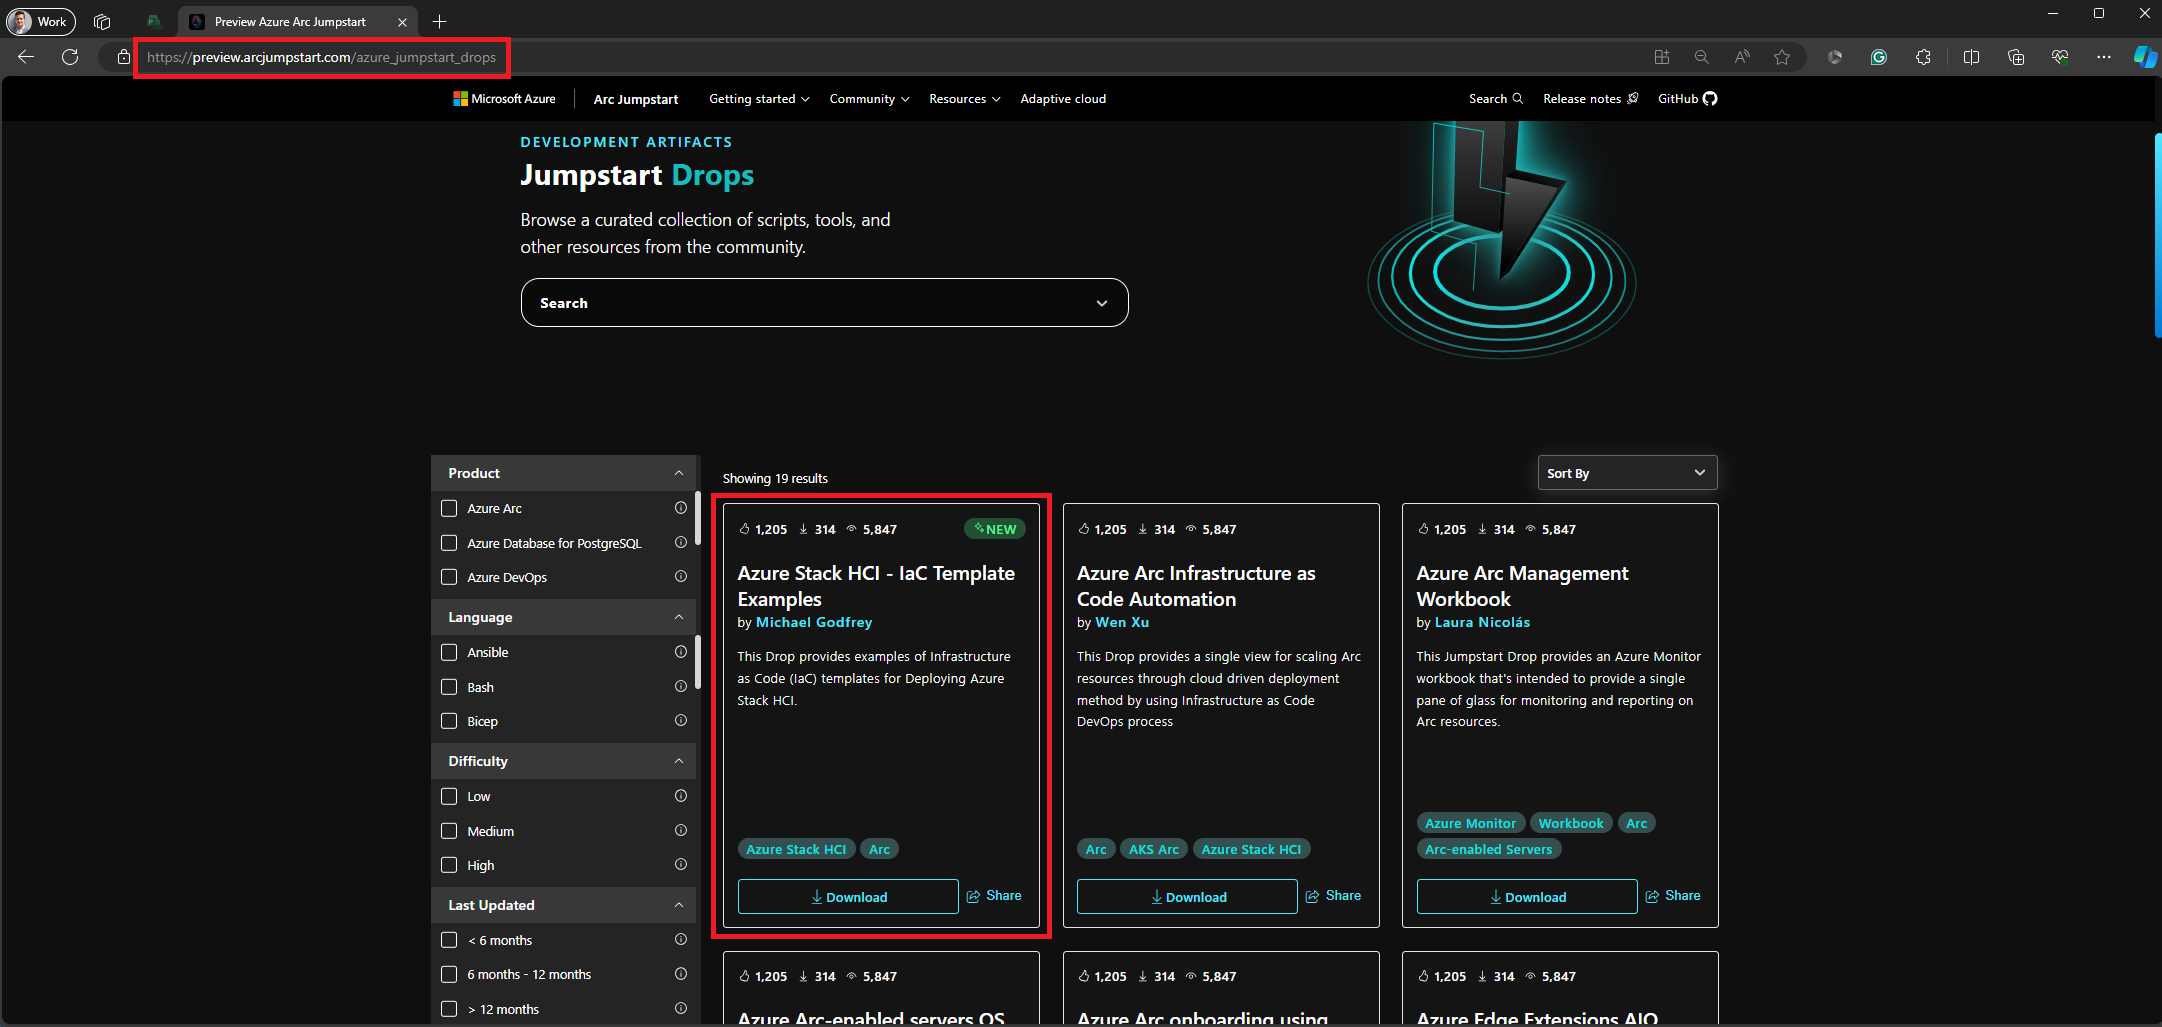 Work
Preview Azure Arc Jumpstart
https://preview.arcjumpstart.com/azure_jumpstart_drops
Microsoft Azure
Arc Jumpstart
Getting started
Community
Resources
Adaptive cloud
Search
Release notes
GitHub
DEVELOPMENT ARTIFACTS
Jumpstart Drops
Browse a curated collection of scripts, tools, and
other resources from the community.
Search
Product
Azure Arc
Azure Database for PostgreSQL
Azure DevOps
Language
Ansible
Bash
Bicep
Difficulty
Low
Medium
High
Last Updated
< 6 months
6 months - 12 months
> 12 months
Showing 19 results
Sort By
1,205 314 5,847
NEW
Azure Stack HCI - IaC Template
Examples
by Michael Godfrey
This Drop provides examples of Infrastructure
as Code (IaC) templates for Deploying Azure
Stack HCI.
Azure Stack HCI Arc
Download Share
1,205 314 5,847
Azure Arc Infrastructure as
Code Automation
by Wen Xu
This Drop provides a single view for scaling Arc
resources through cloud driven deployment
method by using Infrastructure as Code
DevOps process
Arc AKS Arc Azure Stack HCI
Download Share
1,205 314 5,847
Azure Arc Management
Workbook
by Laura Nicolás
This Jumpstart Drop provides an Azure Monitor
workbook that's intended to provide a single
pane of glass for monitoring and reporting on
Arc resources.
Azure Monitor Workbook Arc
Arc-enabled Servers
Download Share
1,205 314 5,847
Azure Arc-enabled servers OS
1,205 314 5,847
Azure Arc onboarding using
1,205 314 5,847
Azure Edge Extensions AIO